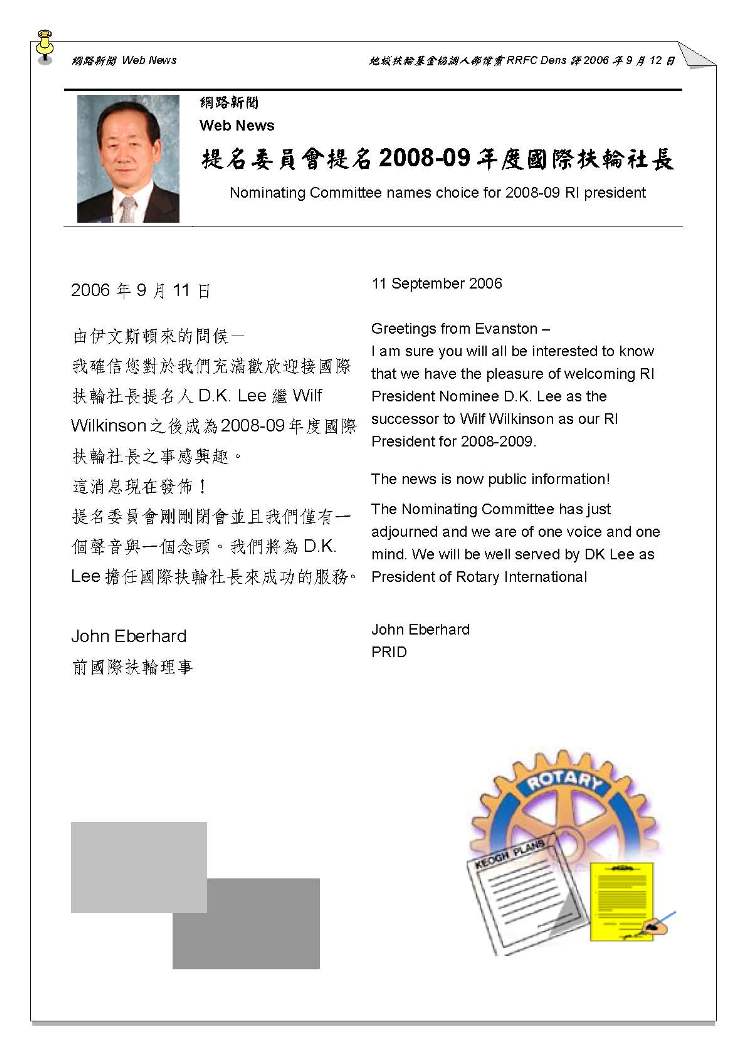 網路新聞 Web News
地域扶輪基金協調人 RRFC Dens 譯 2006 年 9 月 12 日
網路新聞
Web News
提名委員會提名 2008-09 年度國際扶輪社長
Nominating Committee names choice for 2008-09 RI president
2006 年 9 月 11 日
由伊文斯頓來的問候－
我確信您對於我們充滿歡欣迎接國際
扶輪社長提名人 D.K. Lee 繼 Wilf
Wilkinson 之後成為 2008-09 年度國際
扶輪社長之事感興趣。
這消息現在發佈！
提名委員會剛剛閉會並且我們僅有一
個聲音與一個念頭。我們將為 D.K.
Lee 擔任國際扶輪社長來成功的服務。
John Eberhard
前國際扶輪理事
11 September 2006
Greetings from Evanston –
I am sure you will all be interested to know
that we have the pleasure of welcoming RI
President Nominee D.K. Lee as the
successor to Wilf Wilkinson as our RI
President for 2008-2009.
The news is now public information!
The Nominating Committee has just
adjourned and we are of one voice and one
mind. We will be well served by DK Lee as
President of Rotary International
John Eberhard
PRID
ROTARY
KEOGH PLANS